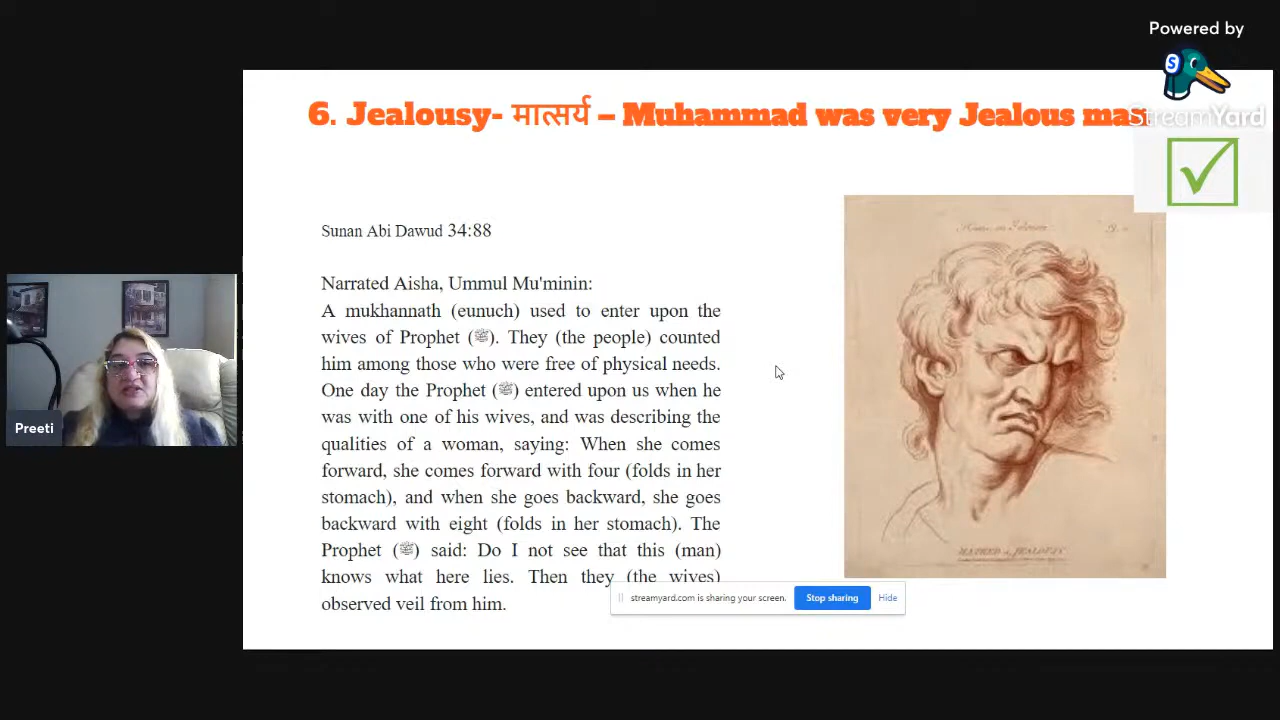 Powered by
StreamYard
6. Jealousy- मात्सर्य – Muhammad was very Jealous man
Sunan Abi Dawud 34:88
Narrated Aisha, Ummul Mu'minin:
A mukhannath (eunuch) used to enter upon the
wives of Prophet (ﷺ). They (the people) counted
him among those who were free of physical needs.
One day the Prophet (ﷺ) entered upon us when he
was with one of his wives, and was describing the
qualities of a woman, saying: When she comes
forward, she comes forward with four (folds in her
stomach), and when she goes backward, she goes
backward with eight (folds in her stomach). The
Prophet (ﷺ) said: Do I not see that this (man)
knows what here lies. Then they (the wives)
observed veil from him.
HATRED or JEALOUSY
Preeti
streamyard.com is sharing your screen. Stop sharing Hide